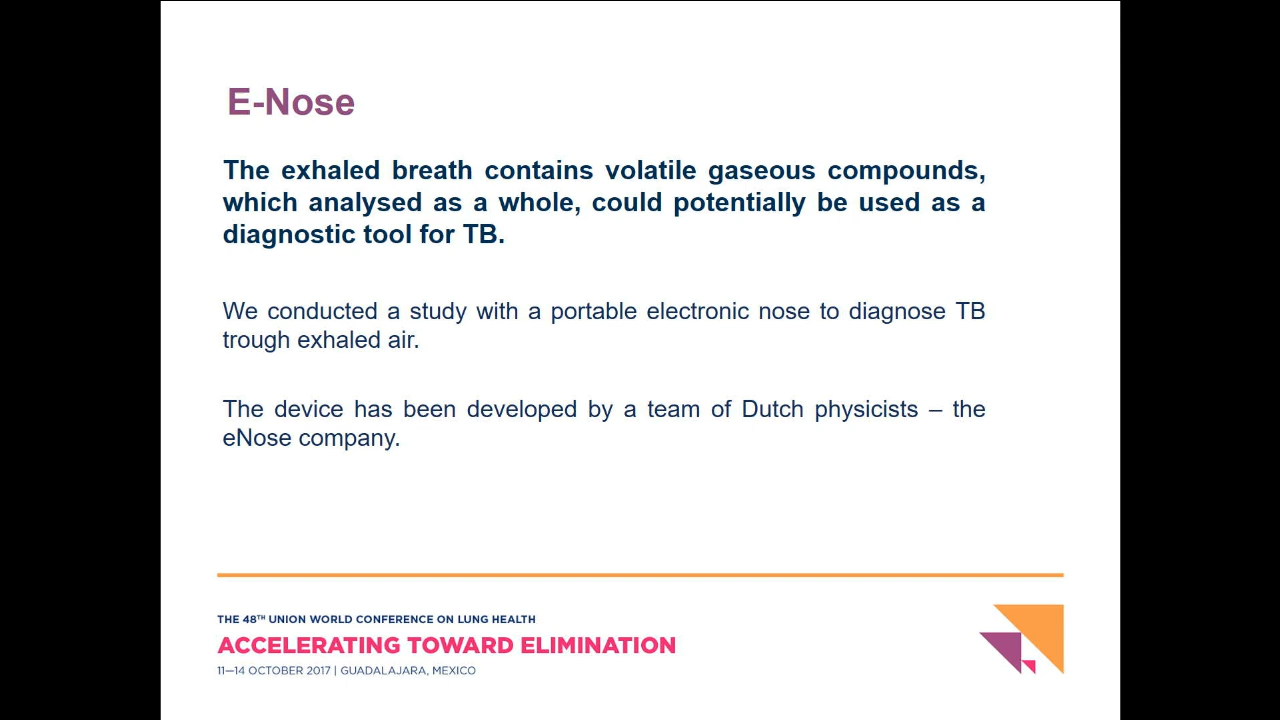 E-Nose
The exhaled breath contains volatile gaseous compounds,
which analysed as a whole, could potentially be used as a
diagnostic tool for TB.
We conducted a study with a portable electronic nose to diagnose TB
trough exhaled air.
The device has been developed by a team of Dutch physicists – the
eNose company.
THE 48TH UNION WORLD CONFERENCE ON LUNG HEALTH
ACCELERATING TOWARD ELIMINATION
11—14 OCTOBER 2017 | GUADALAJARA, MEXICO